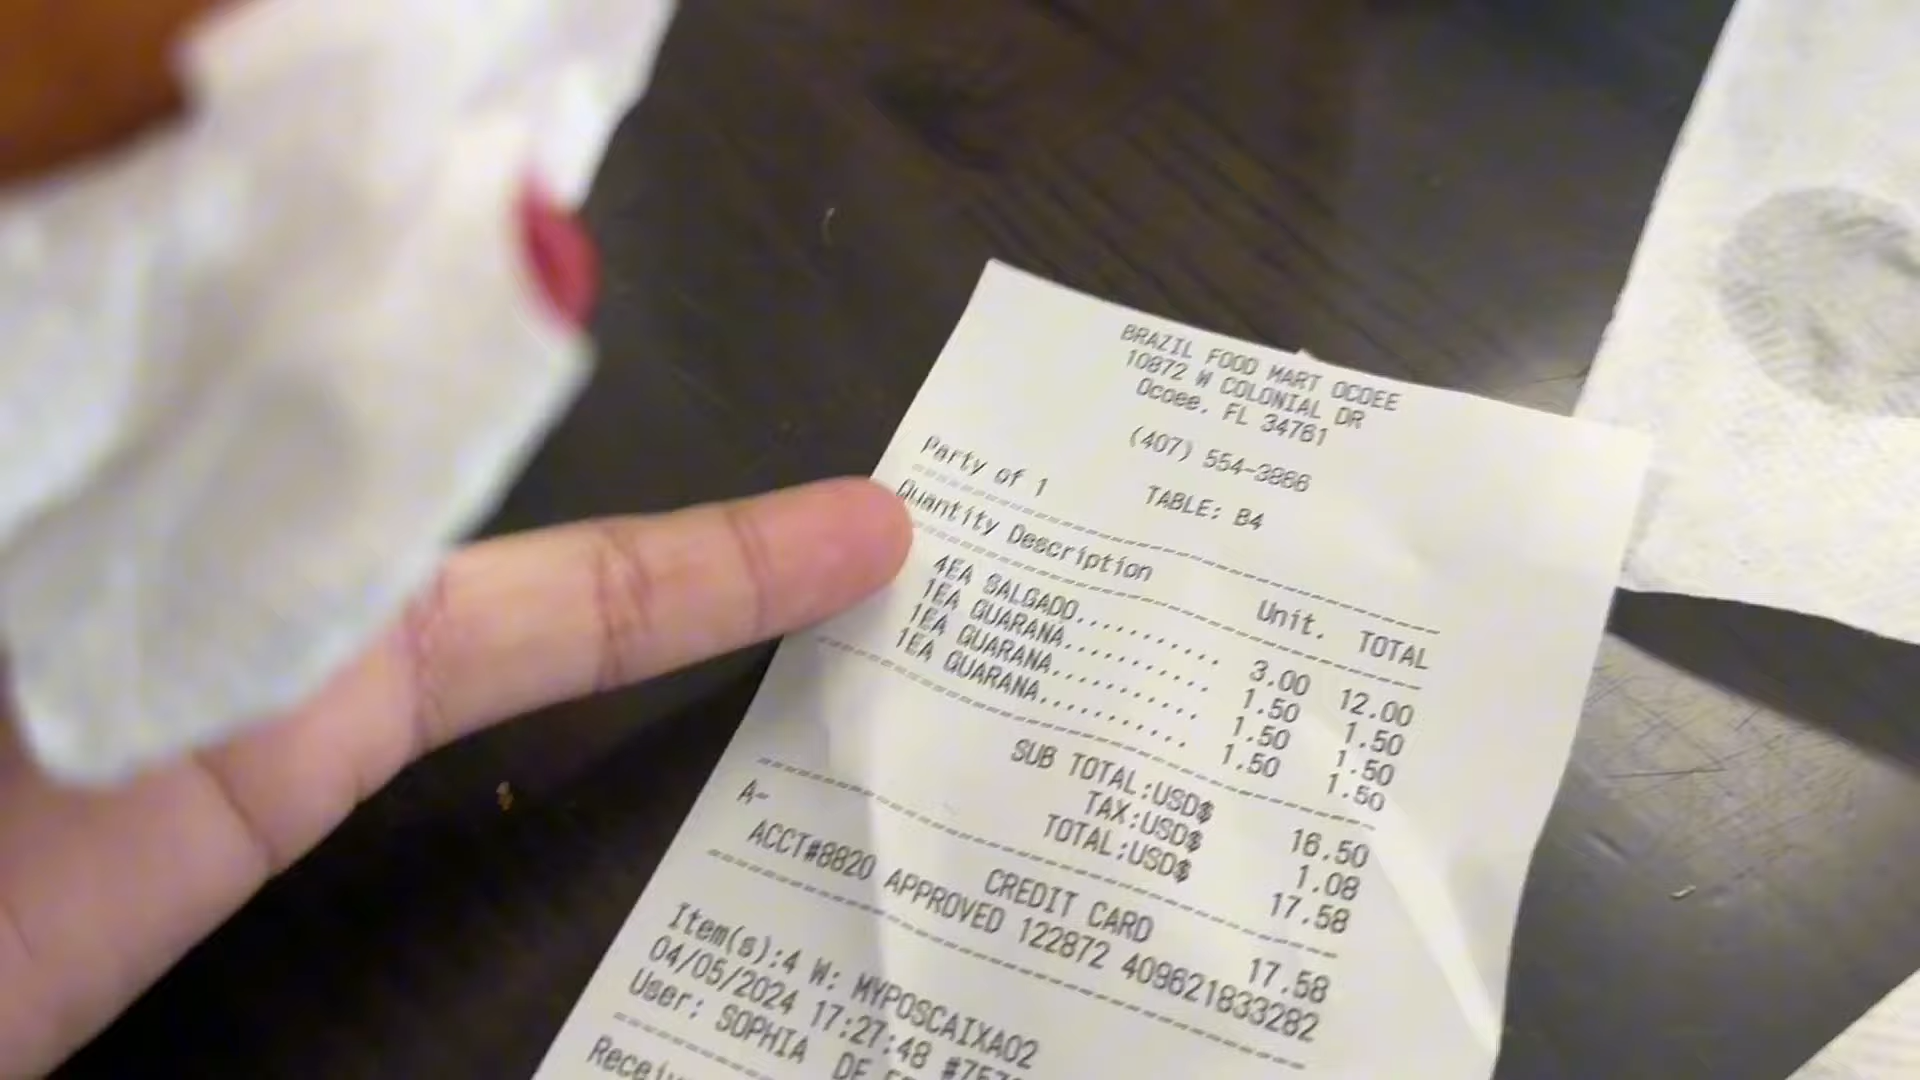 BRAZIL FOOD MART OCOEE
10872 W COLONIAL DR
Ocoee, FL 34761
(407) 554-3866
TABLE: B4
Party of 1
Quantity Description Unit. TOTAL
4EA SALGADO.......... 3.00 12.00
1EA GUARANA.......... 1.50 1.50
1EA GUARANA.......... 1.50 1.50
1EA GUARANA.......... 1.50 1.50
SUB TOTAL:USD$ 16.50
TAX:USD$ 1.08
TOTAL:USD$ 17.58
A-
CREDIT CARD 17.58
ACCT#8820 APPROVED 122872 409621833282
Item(s):4 W: MYPOSCAIXA02
04/05/2024 17:27:48
User: SOPHIA DE